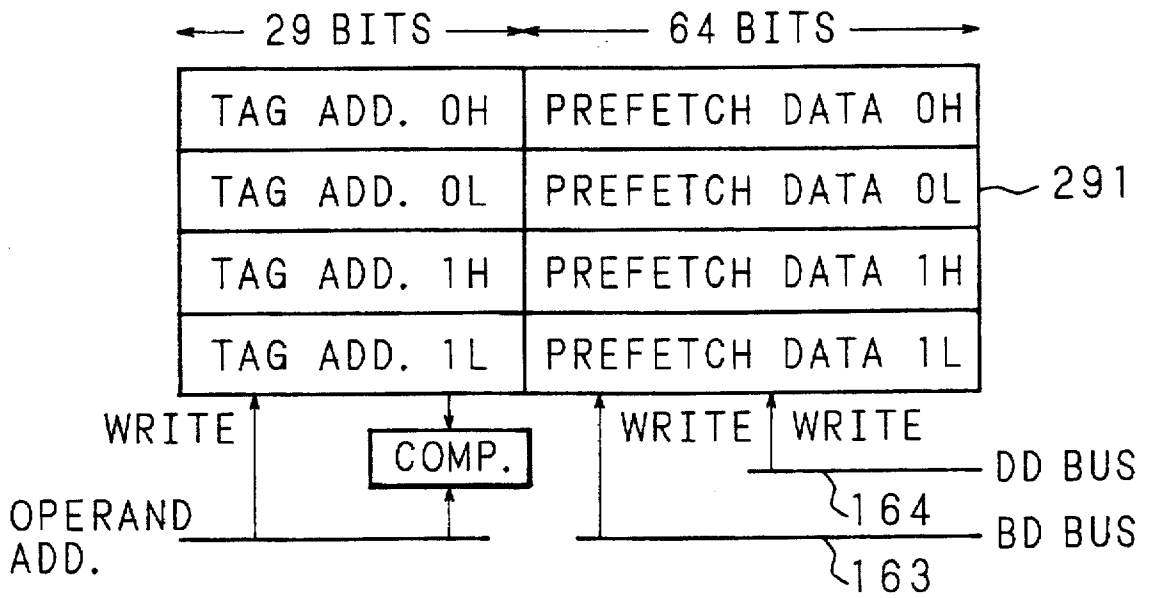 29 BITS 64 BITS
TAG ADD. 0H PREFETCH DATA 0H
TAG ADD. 0L PREFETCH DATA 0L 291
TAG ADD. 1H PREFETCH DATA 1H
TAG ADD. 1L PREFETCH DATA 1L
WRITE WRITE WRITE
COMP.
DD BUS
164
OPERAND
ADD.
BD BUS
163